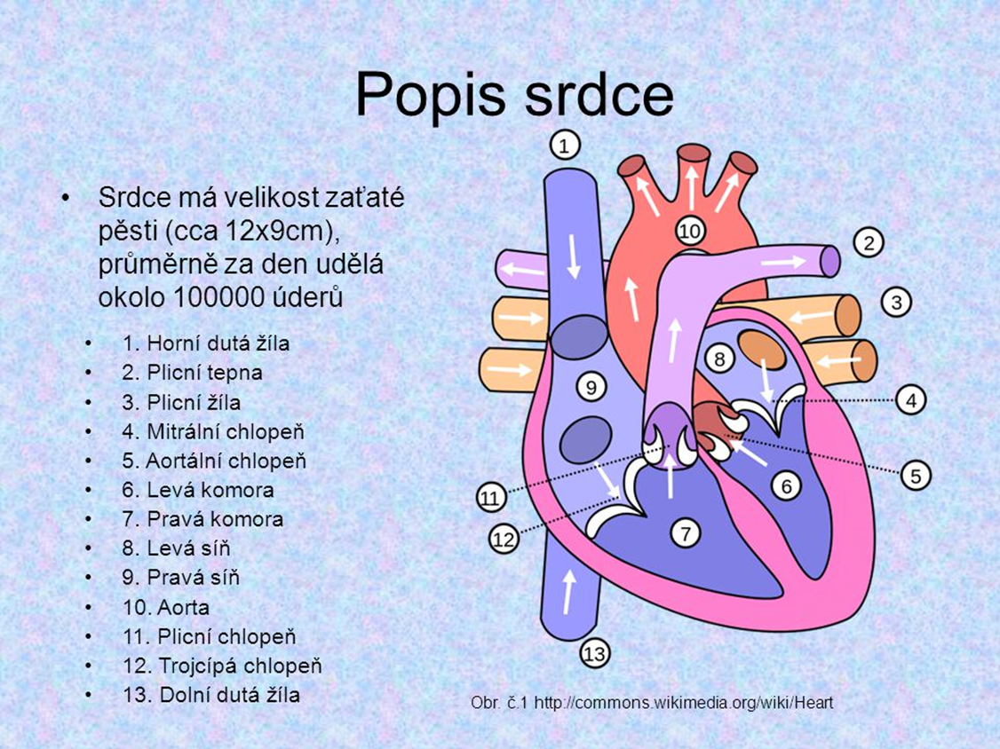 Popis srdce
• Srdce má velikost zaťaté
pěsti (cca 12x9cm),
průměrně za den udělá
okolo 100000 úderů
• 1. Horní dutá žíla
• 2. Plicní tepna
• 3. Plicní žíla
• 4. Mitrální chlopeň
• 5. Aortální chlopeň
• 6. Levá komora
• 7. Pravá komora
• 8. Levá síň
• 9. Pravá síň
• 10. Aorta
• 11. Plicní chlopeň
• 12. Trojcípá chlopeň
• 13. Dolní dutá žíla
1
10
2
3
8
9
4
5
6
11
7
12
13
Obr. č.1 http://commons.wikimedia.org/wiki/Heart